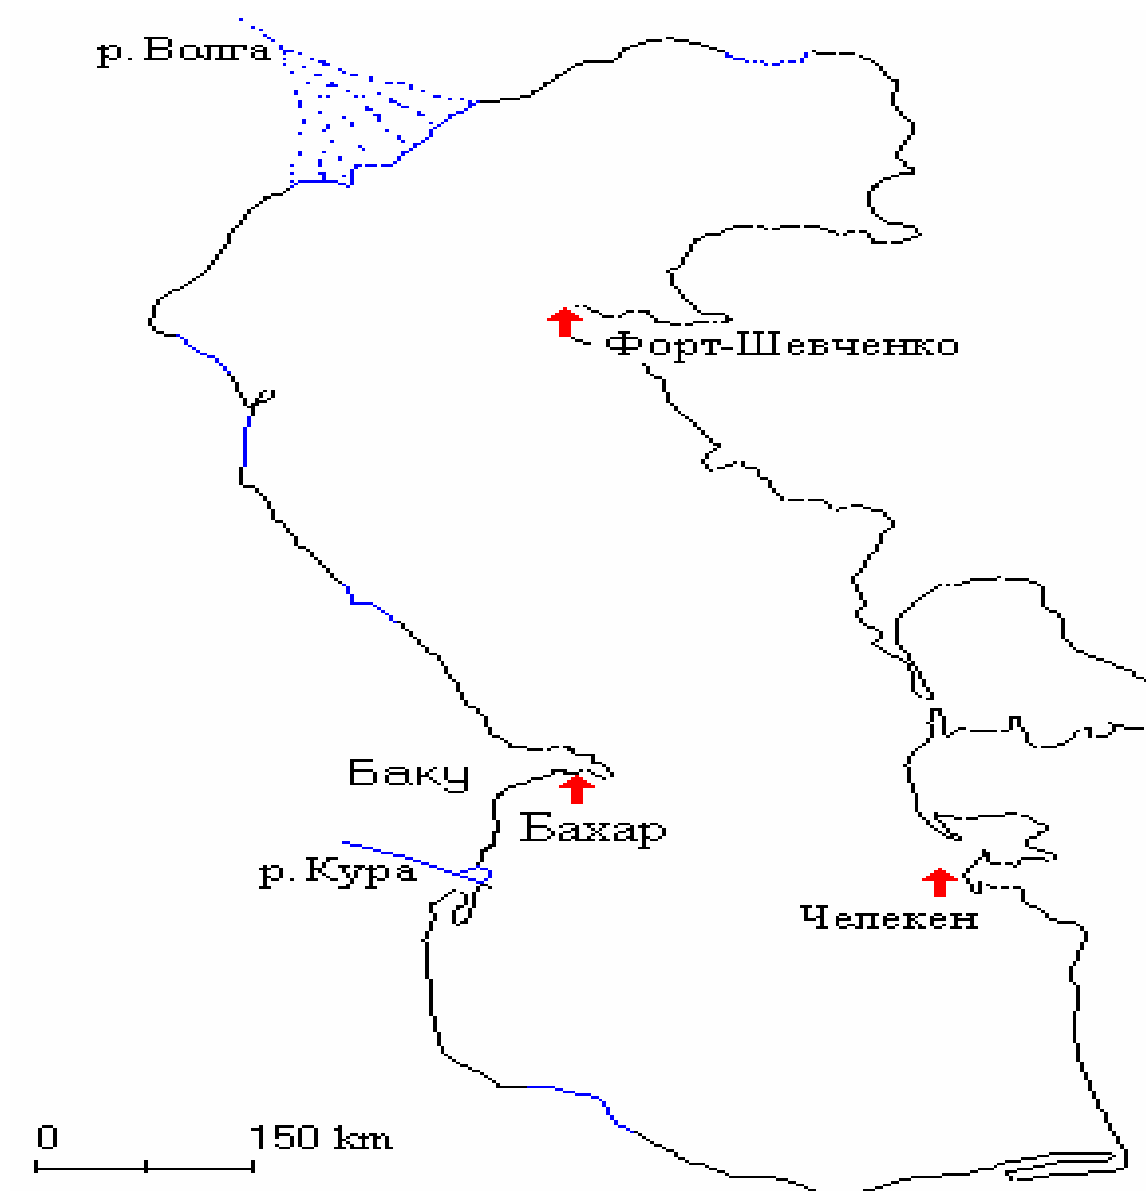 р. Волга
Форт-Шевченко
Баку
Бахар
р. Кура
Челекен
0 150 km